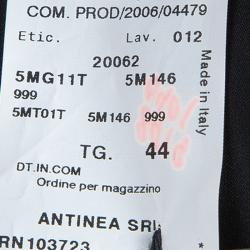 COM. PROD/2006/04479
Etic. Lav. 012
20062
5MG11T 5M146
999
5MT01T 5M146 999
TG. 44
DT.IN.COM
Ordine per magazzino
ANTINEA SRL
RN103723
Made in Italy